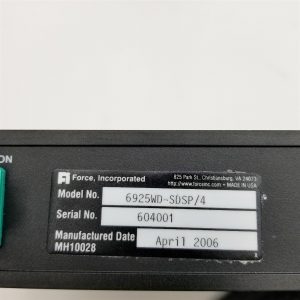 ON
Force, Incorporated
825 Park St., Christiansburg, VA 24073
www.forceinc.com • MADE IN USA
Model No. 6925WD-SDSP/4
Serial No. 604001
Manufactured Date April 2006
MH10028